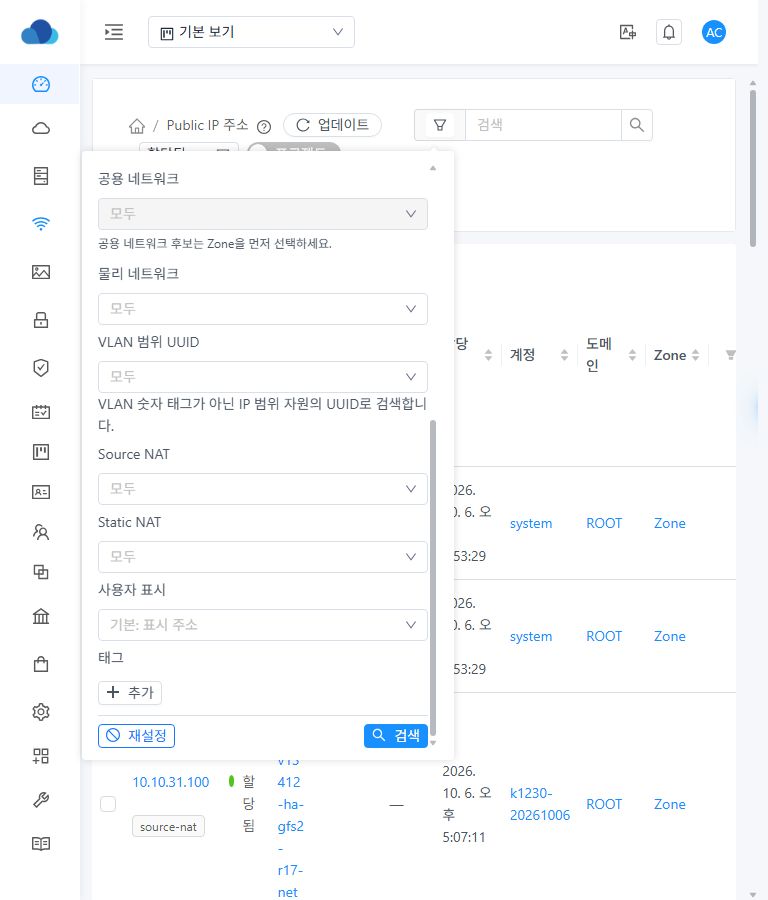 기본 보기
AC
/ Public IP 주소
업데이트
검색
공용 네트워크
모두
공용 네트워크 후보는 Zone을 먼저 선택하세요.
물리 네트워크
모두
VLAN 범위 UUID
모두
VLAN 숫자 태그가 아닌 IP 범위 자원의 UUID로 검색합니
다.
Source NAT
모두
Static NAT
모두
사용자 표시
기본: 표시 주소
태그
추가
재설정
검색
계정
도메
인
Zone
026.
0. 6. 오
53:29
system
ROOT
Zone
026.
0. 6. 오
53:29
system
ROOT
Zone
10.10.31.100
source-nat
할
당
됨
412
-ha-
gfs2
-
r17-
net
—
2026.
10. 6. 오
후
5:07:11
k1230-
20261006
ROOT
Zone